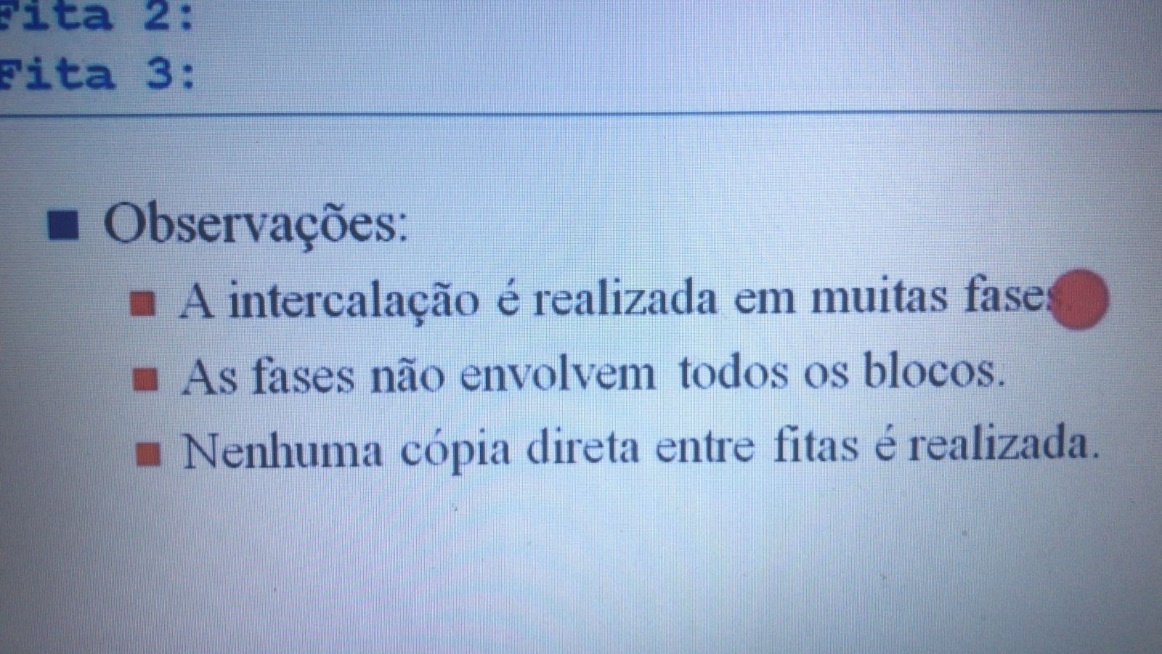 Fita 2:
Fita 3:
Observações:
A intercalação é realizada em muitas fases
As fases não envolvem todos os blocos.
Nenhuma cópia direta entre fitas é realizada.